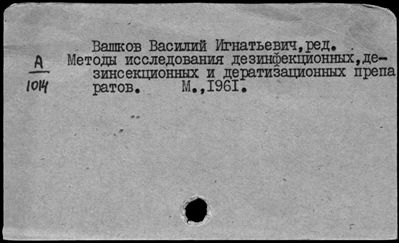 Вашков Василий Игнатьевич,ред.
А Методы исследования дезинфекционных,де-
1014 зинсекционных и дератизационных препа
ратов. М.,1961.